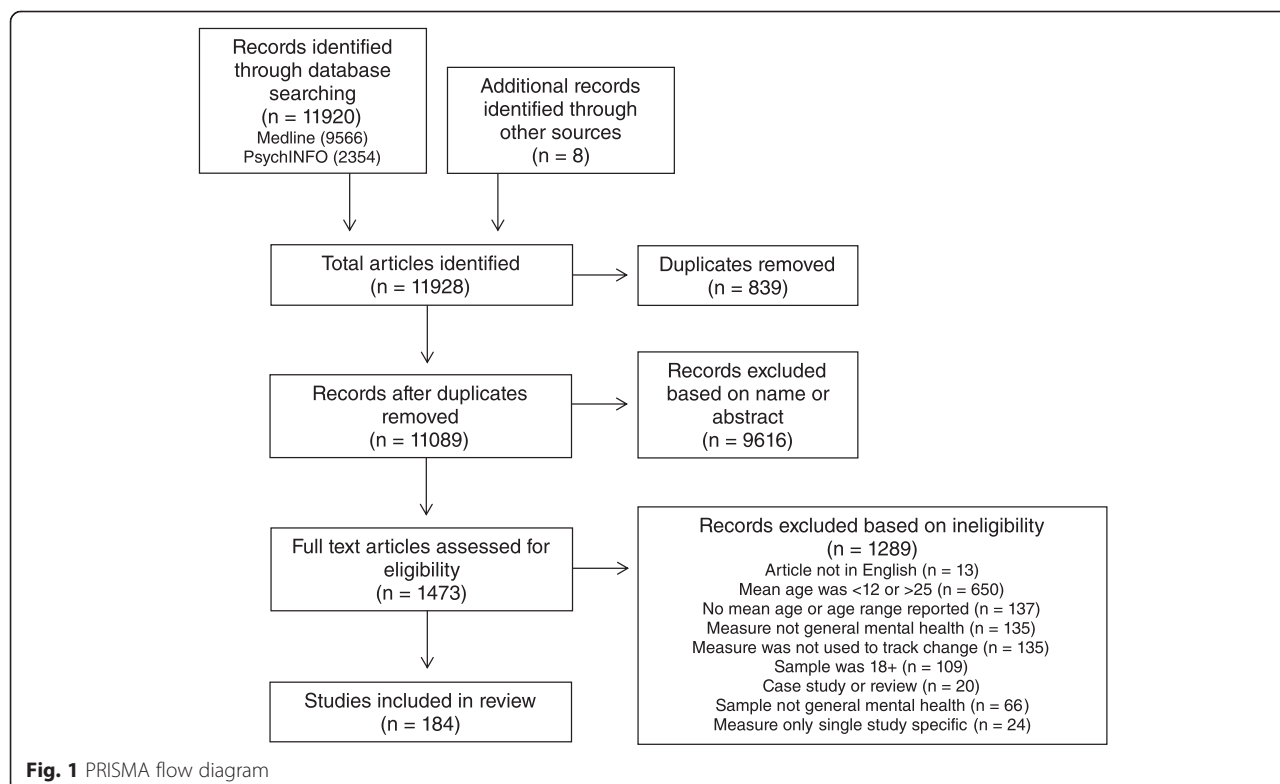 Records identified
through database
searching
(n = 11920)
Medline (9566)
PsychINFO (2354)
Additional records
identified through
other sources
(n = 8)
Total articles identified
(n = 11928)
Duplicates removed
(n = 839)
Records after duplicates
removed
(n = 11089)
Records excluded
based on name or
abstract
(n = 9616)
Full text articles assessed for
eligibility
(n = 1473)
Records excluded based on ineligibility
(n = 1289)
Article not in English (n = 13)
Mean age was <12 or >25 (n = 650)
No mean age or age range reported (n = 137)
Measure not general mental health (n = 135)
Measure was not used to track change (n = 135)
Sample was 18+ (n = 109)
Case study or review (n = 20)
Sample not general mental health (n = 66)
Measure only single study specific (n = 24)
Studies included in review
(n = 184)
Fig. 1 PRISMA flow diagram